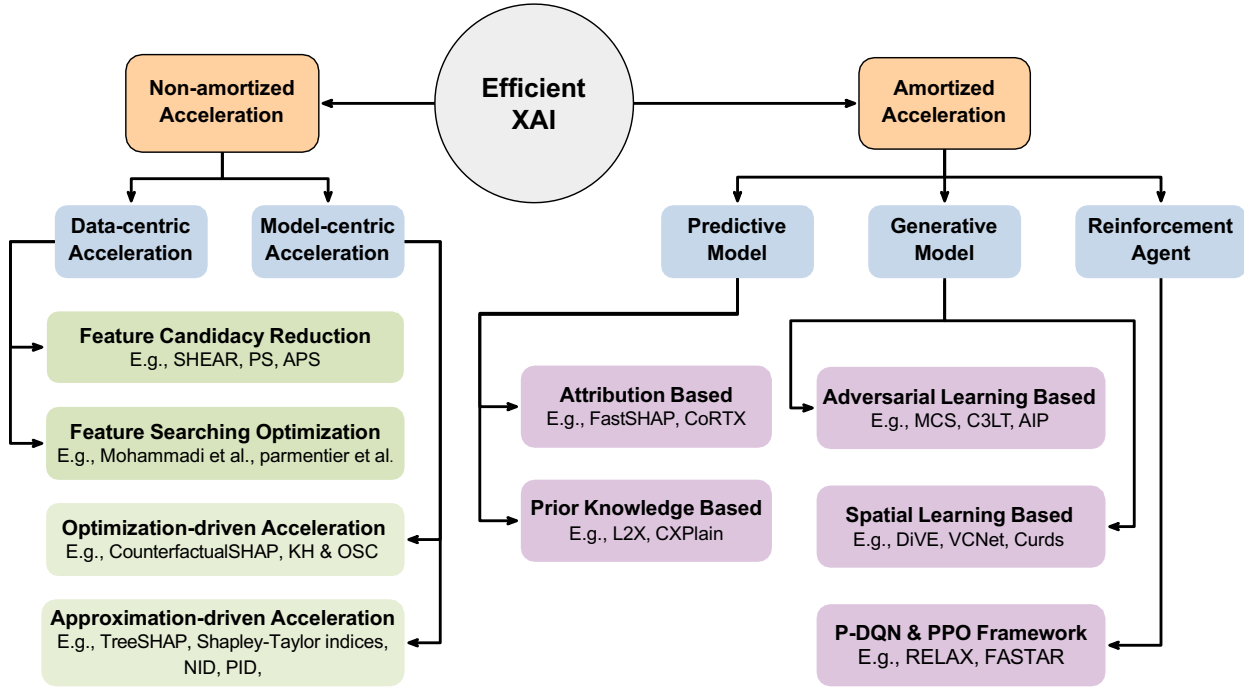 Efficient
XAI
Non-amortized
Acceleration
Amortized
Acceleration
Data-centric
Acceleration
Model-centric
Acceleration
Predictive
Model
Generative
Model
Reinforcement
Agent
Feature Candidacy Reduction
E.g., SHEAR, PS, APS
Feature Searching Optimization
E.g., Mohammadi et al., parmentier et al.
Optimization-driven Acceleration
E.g., CounterfactualSHAP, KH & OSC
Approximation-driven Acceleration
E.g., TreeSHAP, Shapley-Taylor indices,
NID, PID,
Attribution Based
E.g., FastSHAP, CoRTX
Prior Knowledge Based
E.g., L2X, CXPlain
Adversarial Learning Based
E.g., MCS, C3LT, AIP
Spatial Learning Based
E.g., DiVE, VCNet, Curds
P-DQN & PPO Framework
E.g., RELAX, FASTAR